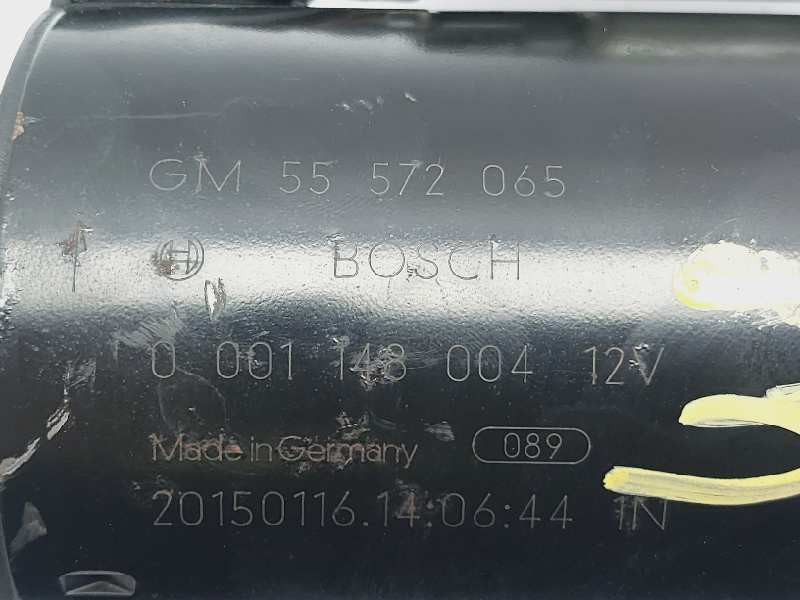 GM 55 572 065
BOSCH
0 001 148 004 12V
Made in Germany 089
20150116.14:06:44 1N